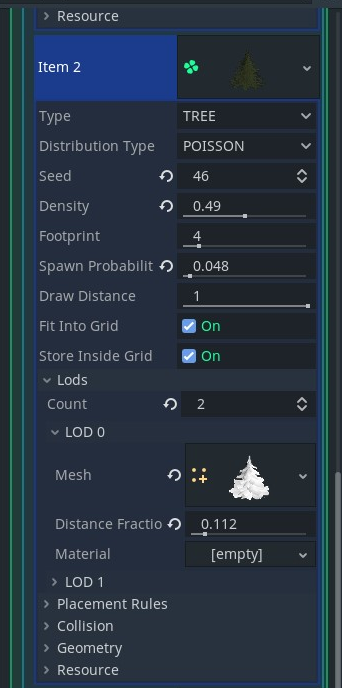 Resource
Item 2
Type TREE
Distribution Type POISSON
Seed 46
Density 0.49
Footprint 4
Spawn Probabilit 0.048
Draw Distance 1
Fit Into Grid On
Store Inside Grid On
Lods
Count 2
LOD 0
Mesh
Distance Fractio 0.112
Material [empty]
LOD 1
Placement Rules
Collision
Geometry
Resource